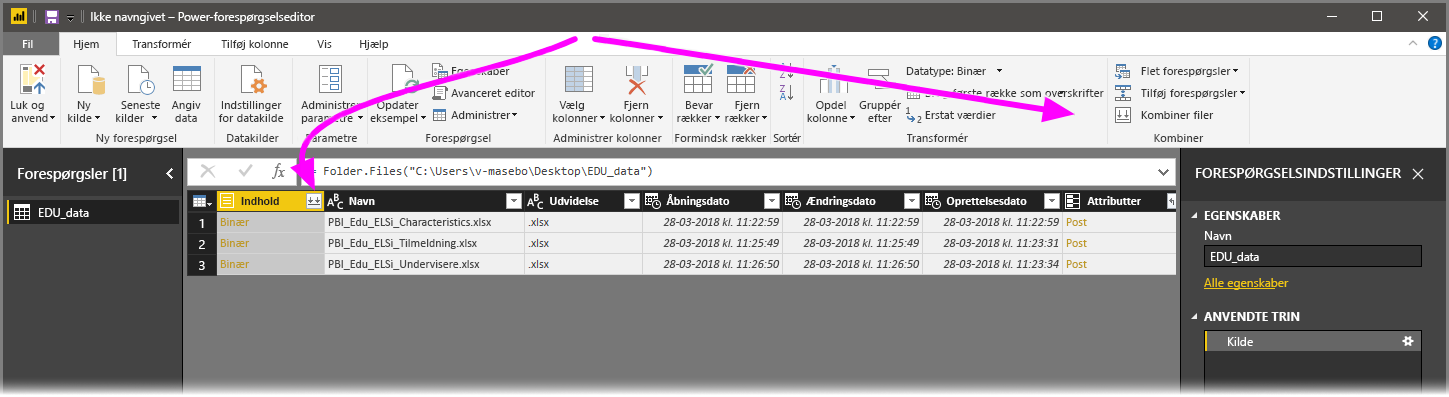 Ikke navngivet – Power-forespørgselseditor
Fil Hjem Transformér Tilføj kolonne Vis Hjælp
Luk og anvend
Ny kilde
Seneste kilder
Angiv data
Ny forespørgsel
Indstillinger for datakilde
Datakilder
Administrer parametre
Parametre
Opdater eksempel
Egenskaber
Avanceret editor
Administrer
Forespørgsel
Vælg kolonner
Fjern kolonner
Administrer kolonner
Bevar rækker
Fjern rækker
Formindsk rækker
Sortér
Opdel kolonne
Gruppér efter
Datatype: Binær
første række som overskrifter
Erstat værdier
Transformér
Flet forespørgsler
Tilføj forespørgsler
Kombiner filer
Kombiner
Forespørgsler [1]
EDU_data
fx = Folder.Files("C:\Users\v-masebo\Desktop\EDU_data")
Indhold Navn Udvidelse Åbningsdato Ændringsdato Oprettelsesdato Attributter
1 Binær PBI_Edu_ELSi_Characteristics.xlsx .xlsx 28-03-2018 kl. 11:22:59 28-03-2018 kl. 11:22:59 28-03-2018 kl. 11:22:59 Post
2 Binær PBI_Edu_ELSi_Tilmeldning.xlsx .xlsx 28-03-2018 kl. 11:25:49 28-03-2018 kl. 11:25:49 28-03-2018 kl. 11:23:31 Post
3 Binær PBI_Edu_ELSi_Undervisere.xlsx .xlsx 28-03-2018 kl. 11:26:50 28-03-2018 kl. 11:26:50 28-03-2018 kl. 11:23:34 Post
FORESPØRGSELSINDSTILLINGER
EGENSKABER
Navn
EDU_data
Alle egenskaber
ANVENDTE TRIN
Kilde